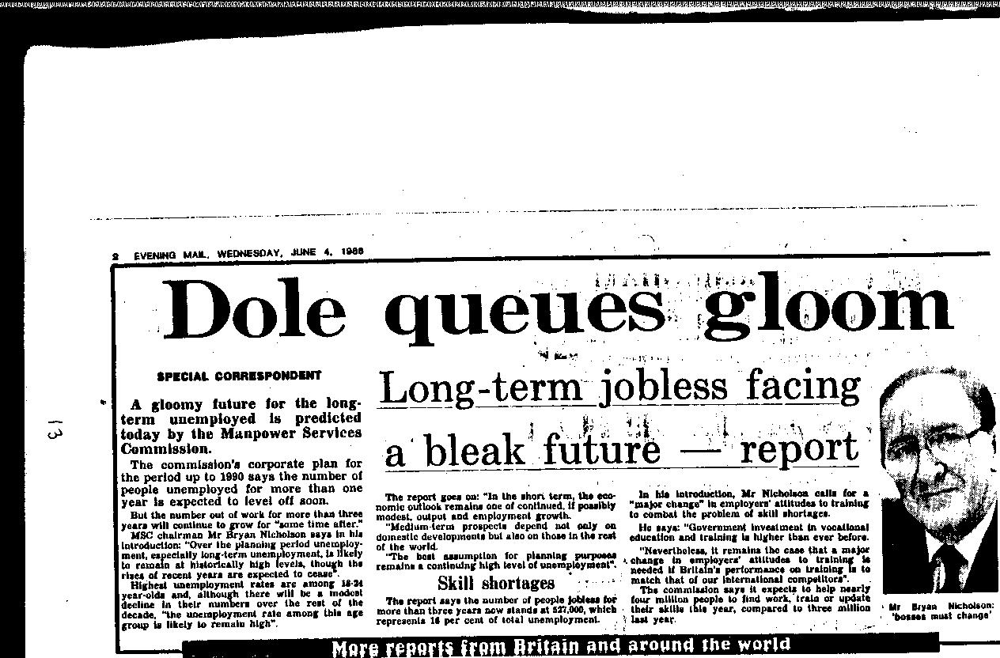 2 EVENING MAIL, WEDNESDAY, JUNE 4, 1986
Dole queues gloom
SPECIAL CORRESPONDENT
A gloomy future for the long-
term unemployed is predicted
today by the Manpower Services
Commission.
The commission's corporate plan for
the period up to 1990 says the number of
people unemployed for more than one
year is expected to level off soon.
But the number out of work for more than three
years will continue to grow for "some time after."
MSC chairman Mr Bryan Nicholson says in his
introduction: "Over the planning period unemploy-
ment, especially long-term unemployment, is likely
to remain at historically high levels, though the
rises of recent years are expected to cease".
Highest unemployment rates are among 18-24
year-olds and, although there will be a modest
decline in their numbers over the rest of the
decade, "the unemployment rate among this age
group is likely to remain high".
Long-term jobless facing
a bleak future — report
The report goes on: "In the short term, the eco-
nomic outlook remains one of continued, if possibly
modest, output and employment growth.
"Medium-term prospects depend not only on
domestic developments but also on those in the rest
of the world.
"The best assumption for planning purposes
remains a continuing high level of unemployment".
Skill shortages
The report says the number of people jobless for
more than three years now stands at 527,000, which
represents 16 per cent of total unemployment.
In his introduction, Mr Nicholson calls for a
"major change" in employers' attitudes to training
to combat the problem of skill shortages.
He says: "Government investment in vocational
education and training is higher than ever before.
"Nevertheless, it remains the case that a major
change in employers' attitudes to training is
needed if Britain's performance on training is to
match that of our international competitors".
The commission says it expects to help nearly
four million people to find work, train or update
their skills this year, compared to three million
last year.
Mr Bryan Nicholson:
'bosses must change'
More reports from Britain and around the world
13